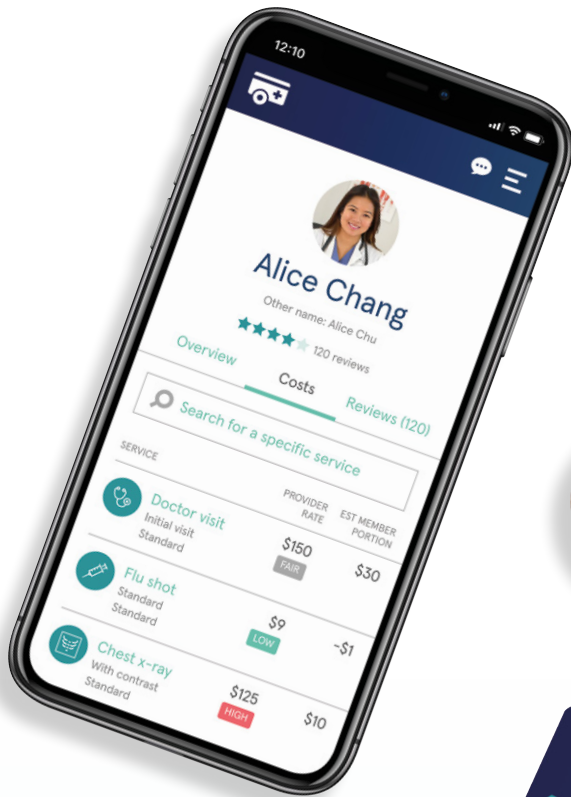 12:10
Alice Chang
Other name: Alice Chu
120 reviews
Overview Costs Reviews (120)
Search for a specific service
SERVICE PROVIDER RATE EST MEMBER PORTION
Doctor visit
Initial visit
Standard
$150 $30
FAIR
Flu shot
Standard
Standard
$9 -$1
LOW
Chest x-ray
With contrast
Standard
$125 $10
HIGH